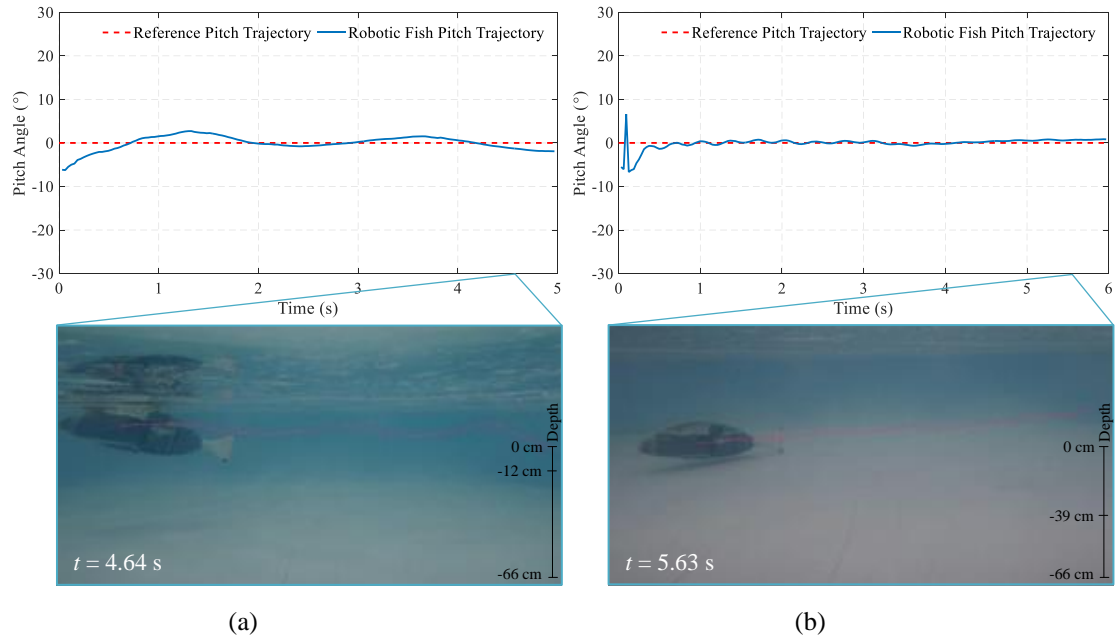 30
20
10
0
-10
-20
-30
Pitch Angle (°)
Reference Pitch Trajectory
Robotic Fish Pitch Trajectory
0 1 2 3 4 5
Time (s)
Depth
0 cm
-12 cm
-66 cm
t = 4.64 s
(a)
30
20
10
0
-10
-20
-30
Pitch Angle (°)
Reference Pitch Trajectory
Robotic Fish Pitch Trajectory
0 1 2 3 4 5 6
Time (s)
Depth
0 cm
-39 cm
-66 cm
t = 5.63 s
(b)